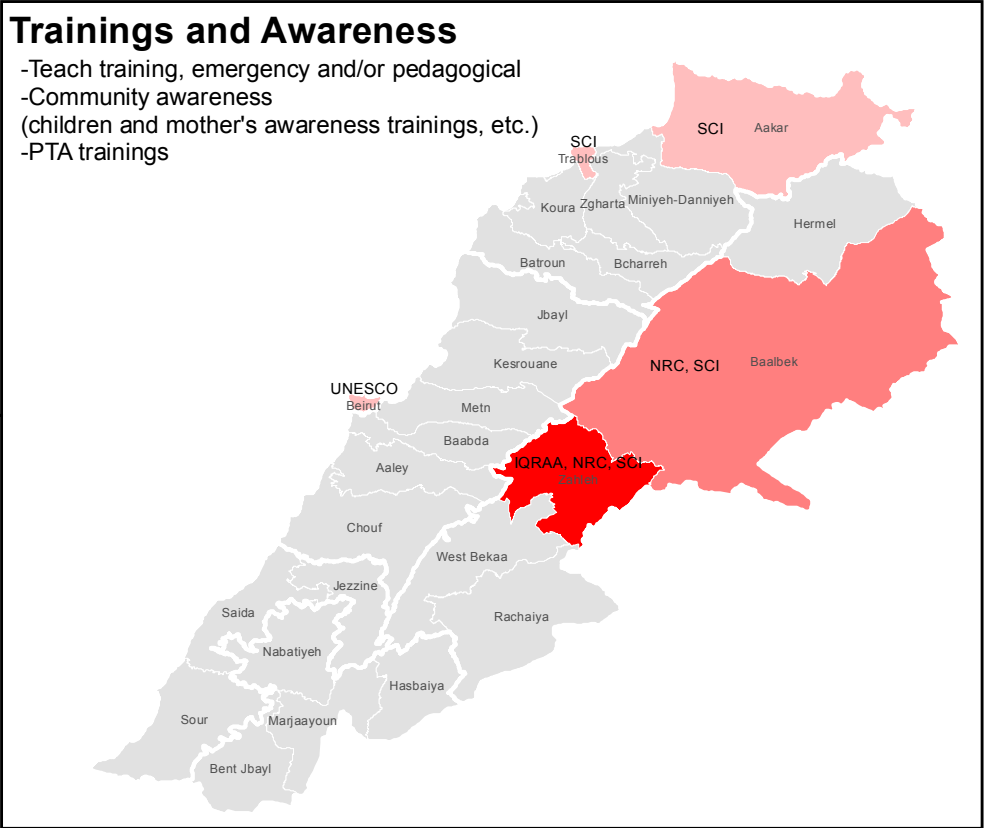 Trainings and Awareness
-Teach training, emergency and/or pedagogical
-Community awareness
(children and mother's awareness trainings, etc.)
-PTA trainings
SCI
Aakar
SCI
Trablous
Koura
Zgharta
Miniyeh-Danniyeh
Hermel
Batroun
Bcharreh
Jbayl
Kesrouane
NRC, SCI
Baalbek
UNESCO
Beirut
Metn
Baabda
IQRAA, NRC, SCI
Zahleh
Aaley
Chouf
West Bekaa
Jezzine
Saida
Rachaiya
Nabatiyeh
Hasbaiya
Sour
Marjaayoun
Bent Jbayl